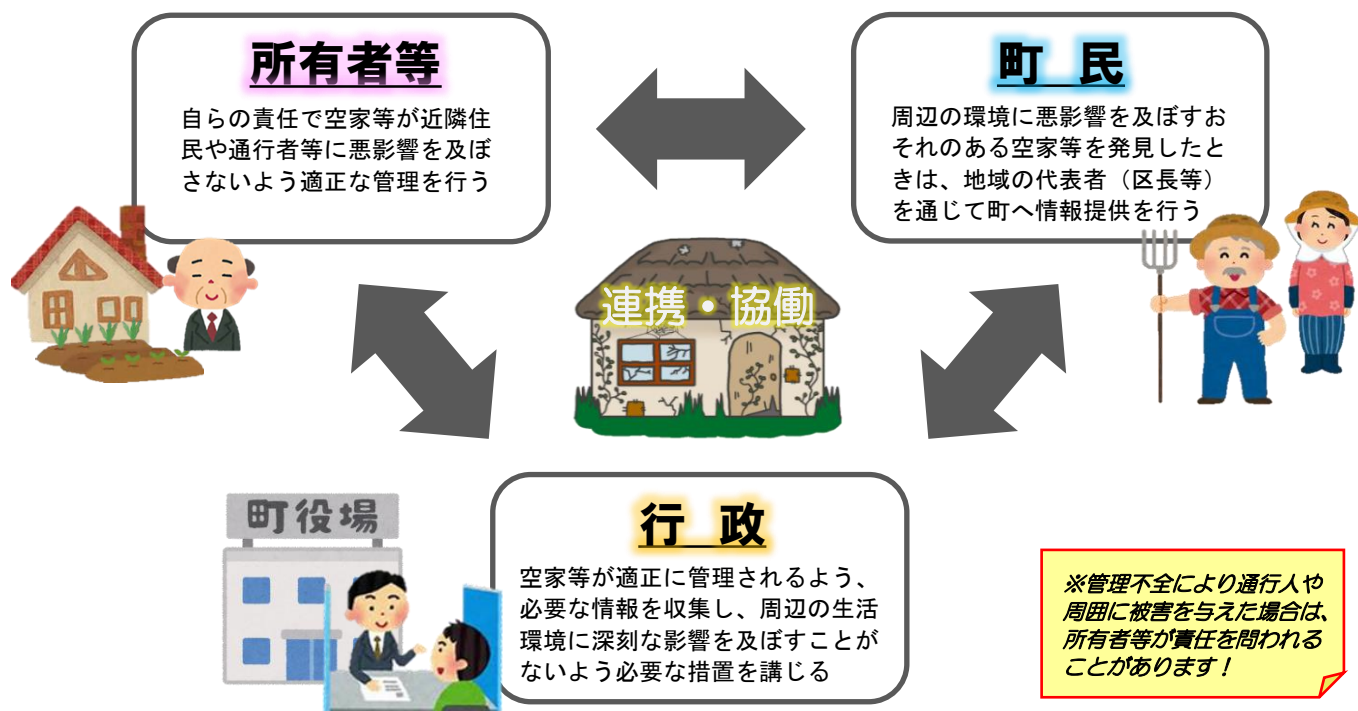 所有者等
自らの責任で空家等が近隣住
民や通行者等に悪影響を及ぼ
さないよう適正な管理を行う
町 民
周辺の環境に悪影響を及ぼすお
それのある空家等を発見したと
きは、地域の代表者（区長等）
を通じて町へ情報提供を行う
連携・協働
町役場
行 政
空家等が適正に管理されるよう、
必要な情報を収集し、周辺の生活
環境に深刻な影響を及ぼすことが
ないよう必要な措置を講じる
※管理不全により通行人や
周囲に被害を与えた場合は、
所有者等が責任を問われる
ことがあります！